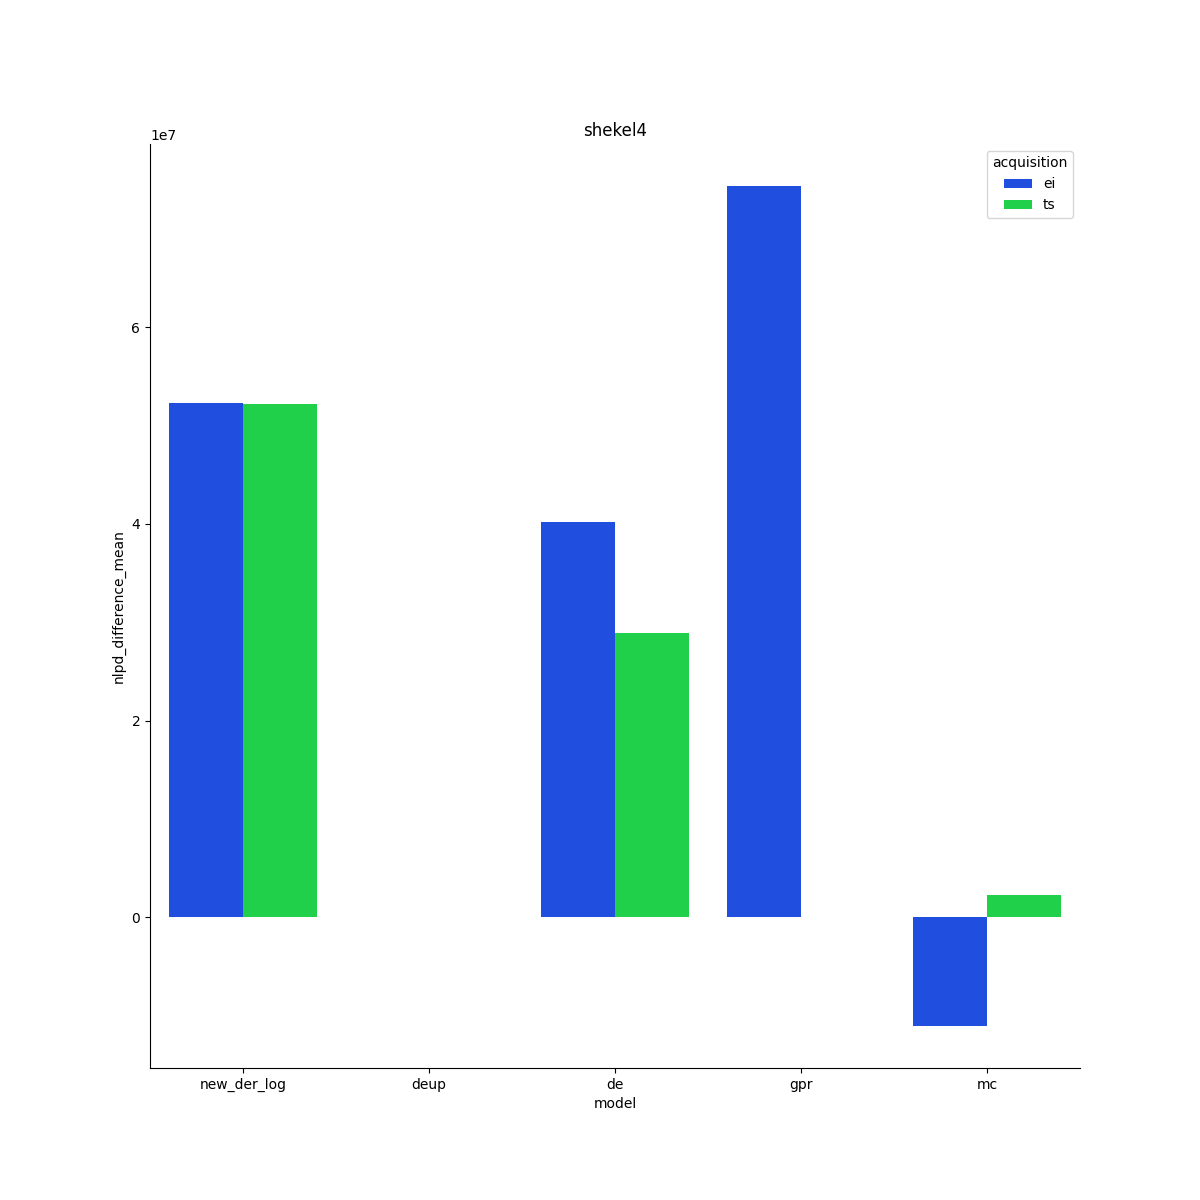 shekel4
1e7
acquisition
ei
ts
6
4
2
0
nlpd_difference_mean
new_der_log deup de gpr mc
model